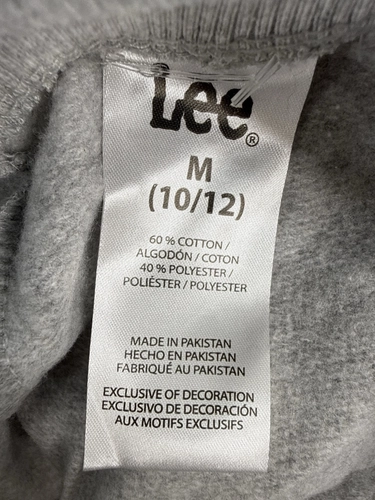 Lee®
M
(10/12)
60 % COTTON /
ALGODÓN / COTON
40 % POLYESTER /
POLIÉSTER / POLYESTER
MADE IN PAKISTAN
HECHO EN PAKISTAN
FABRIQUÉ AU PAKISTAN
EXCLUSIVE OF DECORATION
EXCLUSIVO DE DECORACIÓN
AUX MOTIFS EXCLUSIFS